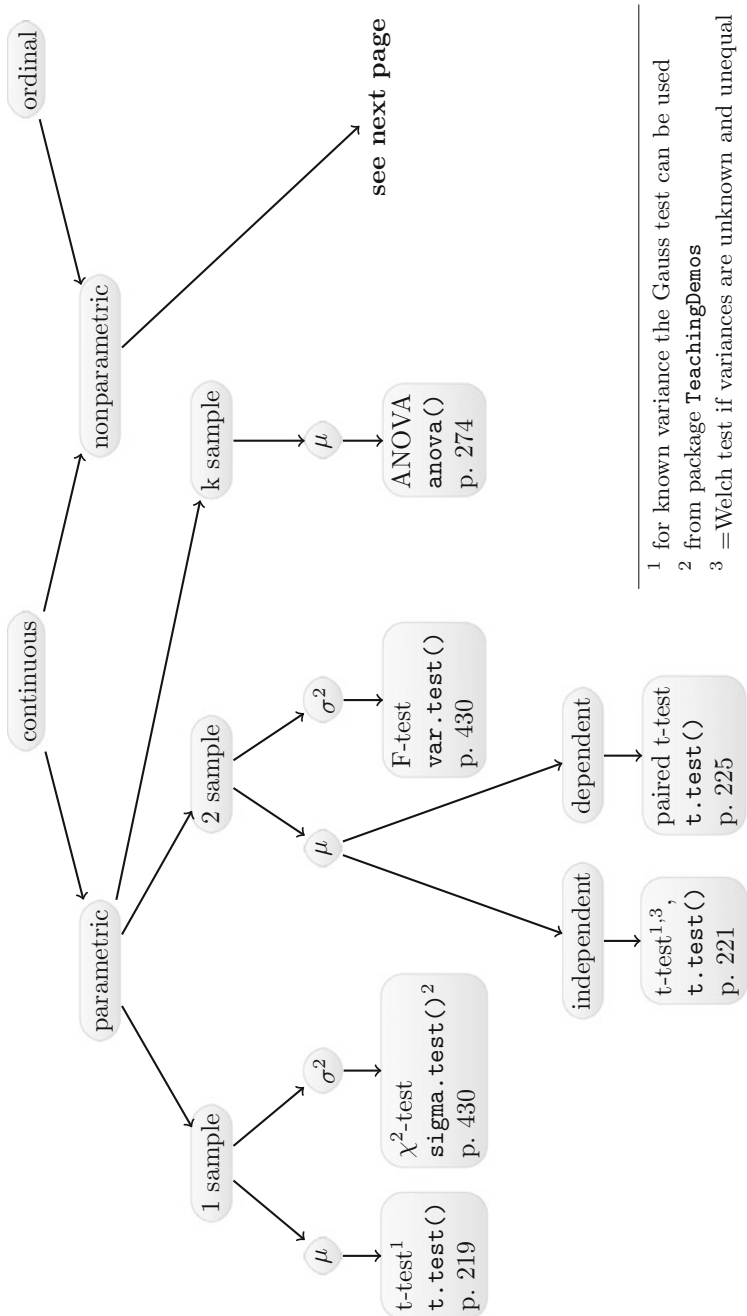 continuous
ordinal
parametric
nonparametric
1 sample
2 sample
k sample
see next page
μ
σ²
μ
σ²
μ
t-test¹
t.test()
p. 219
χ²-test
sigma.test()²
p. 430
F-test
var.test()
p. 430
ANOVA
anova()
p. 274
independent
dependent
t-test¹,³,
t.test()
p. 221
paired t-test
t.test()
p. 225
¹ for known variance the Gauss test can be used
² from package TeachingDemos
³ =Welch test if variances are unknown and unequal